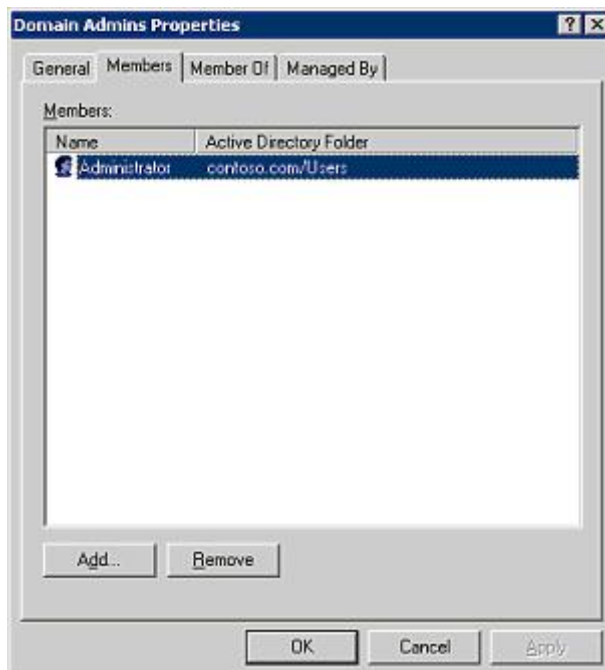 Domain Admins Properties
General Members Member Of Managed By
Members:
Name Active Directory Folder
Administrator contoso.com/Users
Add... Remove
OK Cancel Apply